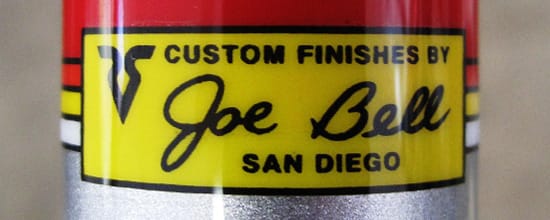 CUSTOM FINISHES BY
Joe Bell
SAN DIEGO